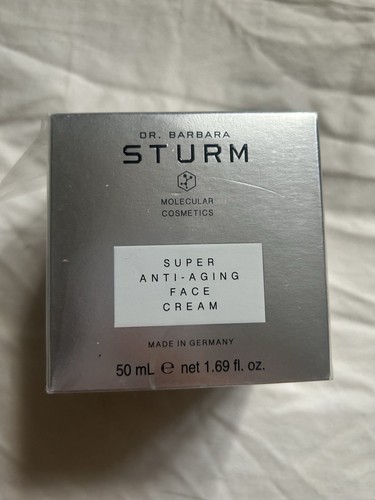 DR. BARBARA
STURM
MOLECULAR
COSMETICS
SUPER
ANTI-AGING
FACE
CREAM
MADE IN GERMANY
50 mL ℮ net 1.69 fl. oz.